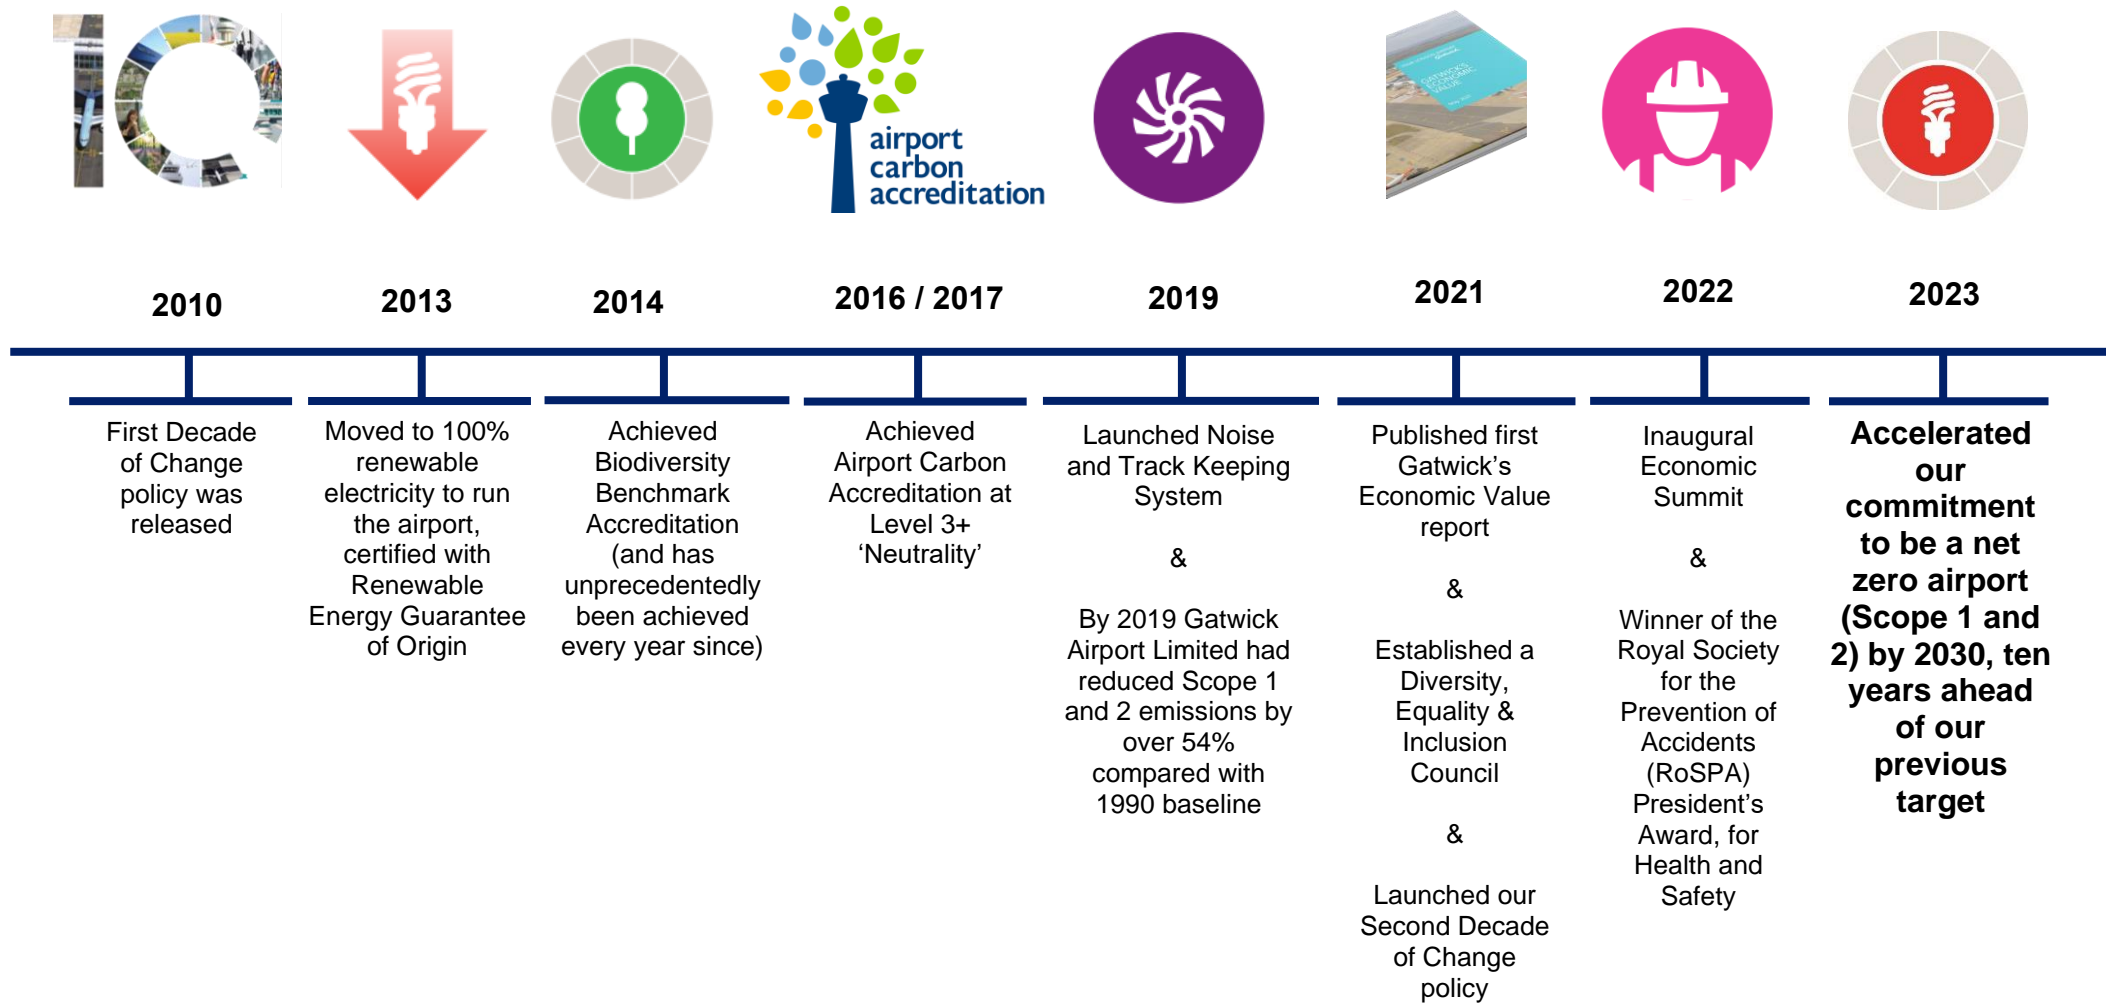 10
airport
carbon
accreditation
GATWICK'S
ECONOMIC
VALUE
2010
First Decade
of Change
policy was
released
2013
Moved to 100%
renewable
electricity to run
the airport,
certified with
Renewable
Energy Guarantee
of Origin
2014
Achieved
Biodiversity
Benchmark
Accreditation
(and has
unprecedentedly
been achieved
every year since)
2016 / 2017
Achieved
Airport Carbon
Accreditation at
Level 3+
‘Neutrality’
2019
Launched Noise
and Track Keeping
System
&
By 2019 Gatwick
Airport Limited had
reduced Scope 1
and 2 emissions by
over 54%
compared with
1990 baseline
2021
Published first
Gatwick’s
Economic Value
report
&
Established a
Diversity,
Equality &
Inclusion
Council
&
Launched our
Second Decade
of Change
policy
2022
Inaugural
Economic
Summit
&
Winner of the
Royal Society
for the
Prevention of
Accidents
(RoSPA)
President’s
Award, for
Health and
Safety
2023
Accelerated
our
commitment
to be a net
zero airport
(Scope 1 and
2) by 2030, ten
years ahead
of our
previous
target